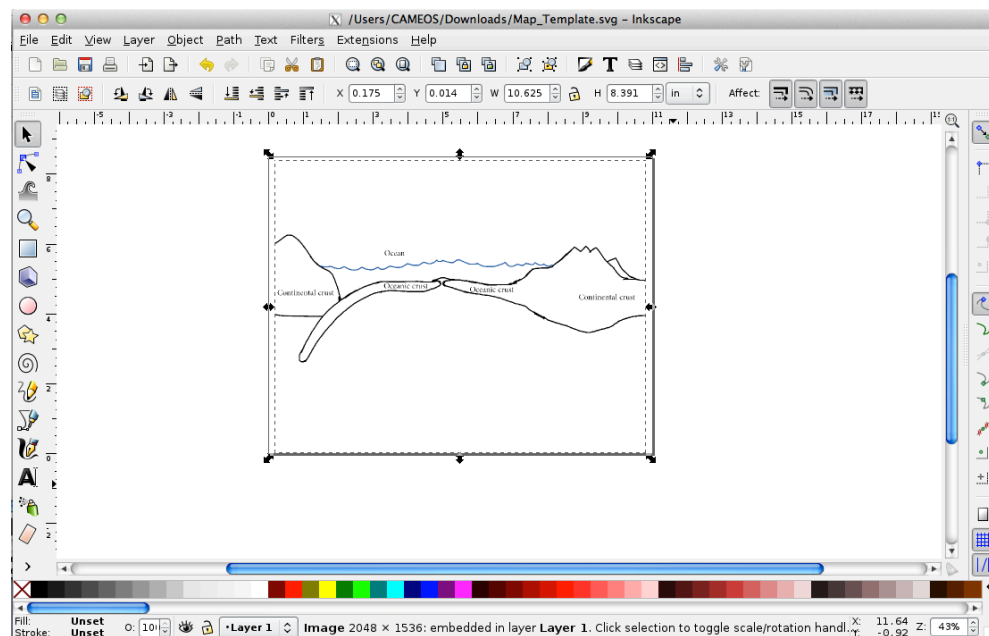 /Users/CAMEOS/Downloads/Map_Template.svg – Inkscape
File Edit View Layer Object Path Text Filters Extensions Help
X 0.175 Y 0.014 W 10.625 H 8.391 in Affect:
Ocean
Continental crust Oceanic crust Oceanic crust Continental crust
Fill: Unset
Stroke: Unset
O: •Layer 1 Image 2048 × 1536: embedded in layer Layer 1. Click selection to toggle scale/rotation handl... X: 11.64 Z: 43%
Y: -0.92